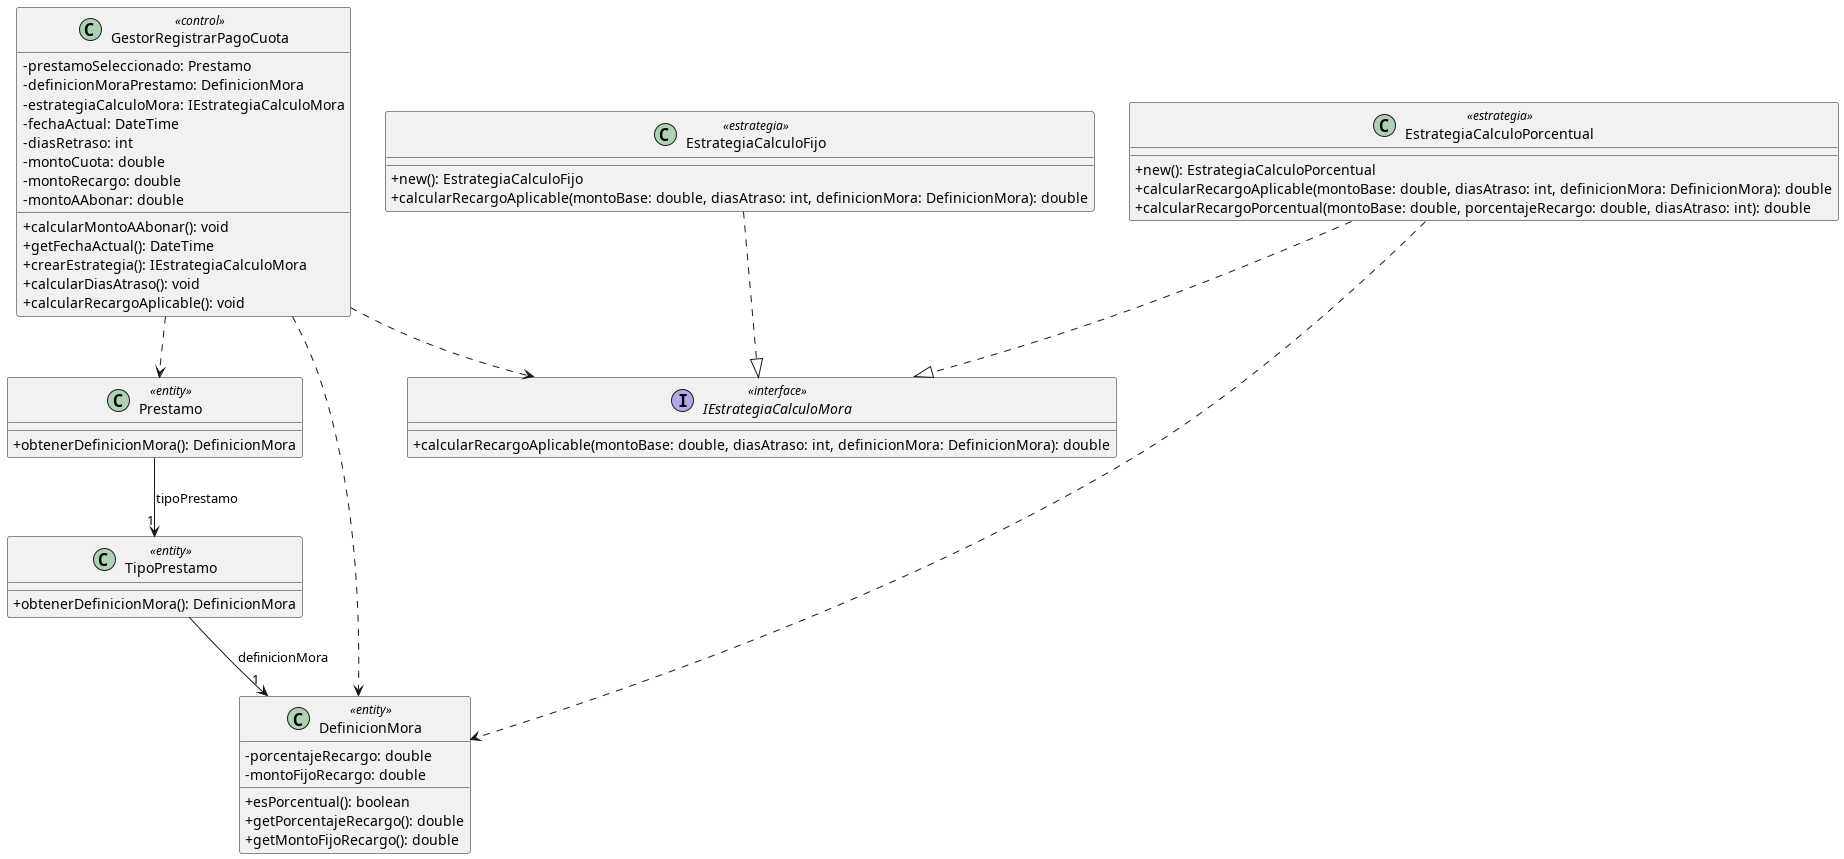 «control»
C GestorRegistrarPagoCuota
-prestamoSeleccionado: Prestamo
-definicionMoraPrestamo: DefinicionMora
-estrategiaCalculoMora: IEstrategiaCalculoMora
-fechaActual: DateTime
-diasRetraso: int
-montoCuota: double
-montoRecargo: double
-montoAAbonar: double
+calcularMontoAAbonar(): void
+getFechaActual(): DateTime
+crearEstrategia(): IEstrategiaCalculoMora
+calcularDiasAtraso(): void
+calcularRecargoAplicable(): void
«estrategia»
C EstrategiaCalculoFijo
+new(): EstrategiaCalculoFijo
+calcularRecargoAplicable(montoBase: double, diasAtraso: int, definicionMora: DefinicionMora): double
«estrategia»
C EstrategiaCalculoPorcentual
+new(): EstrategiaCalculoPorcentual
+calcularRecargoAplicable(montoBase: double, diasAtraso: int, definicionMora: DefinicionMora): double
+calcularRecargoPorcentual(montoBase: double, porcentajeRecargo: double, diasAtraso: int): double
«entity»
C Prestamo
+obtenerDefinicionMora(): DefinicionMora
«interface»
I IEstrategiaCalculoMora
+calcularRecargoAplicable(montoBase: double, diasAtraso: int, definicionMora: DefinicionMora): double
tipoPrestamo
1
«entity»
C TipoPrestamo
+obtenerDefinicionMora(): DefinicionMora
definicionMora
1
«entity»
C DefinicionMora
-porcentajeRecargo: double
-montoFijoRecargo: double
+esPorcentual(): boolean
+getPorcentajeRecargo(): double
+getMontoFijoRecargo(): double